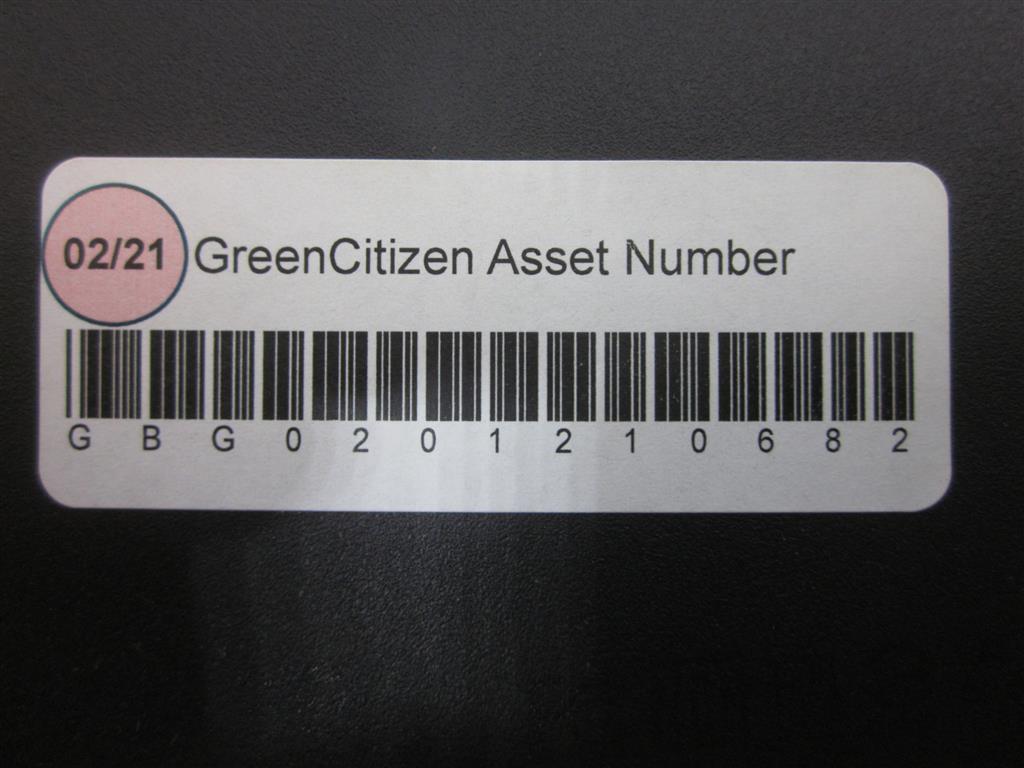 02/21 GreenCitizen Asset Number
G B G 0 2 0 1 2 1 0 6 8 2